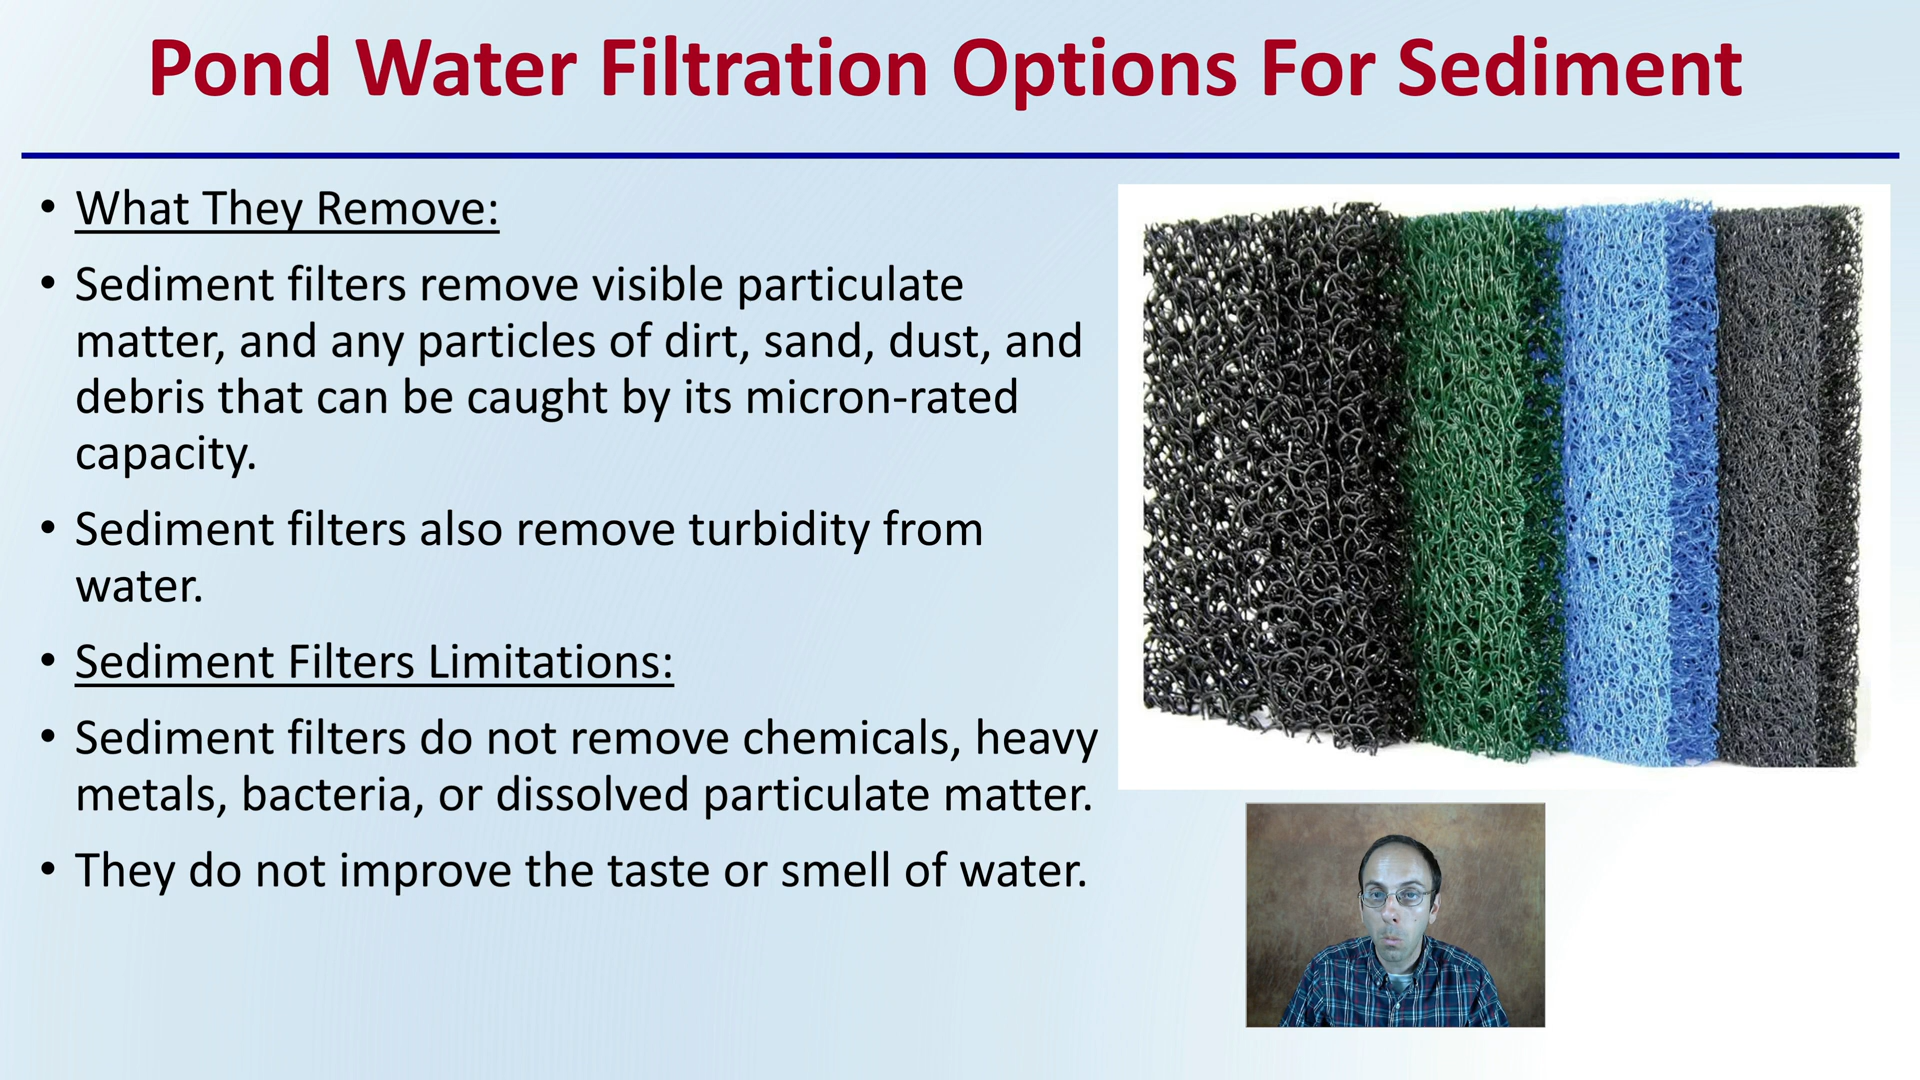 Pond Water Filtration Options For Sediment
• What They Remove:
• Sediment filters remove visible particulate
matter, and any particles of dirt, sand, dust, and
debris that can be caught by its micron-rated
capacity.
• Sediment filters also remove turbidity from
water.
• Sediment Filters Limitations:
• Sediment filters do not remove chemicals, heavy
metals, bacteria, or dissolved particulate matter.
• They do not improve the taste or smell of water.